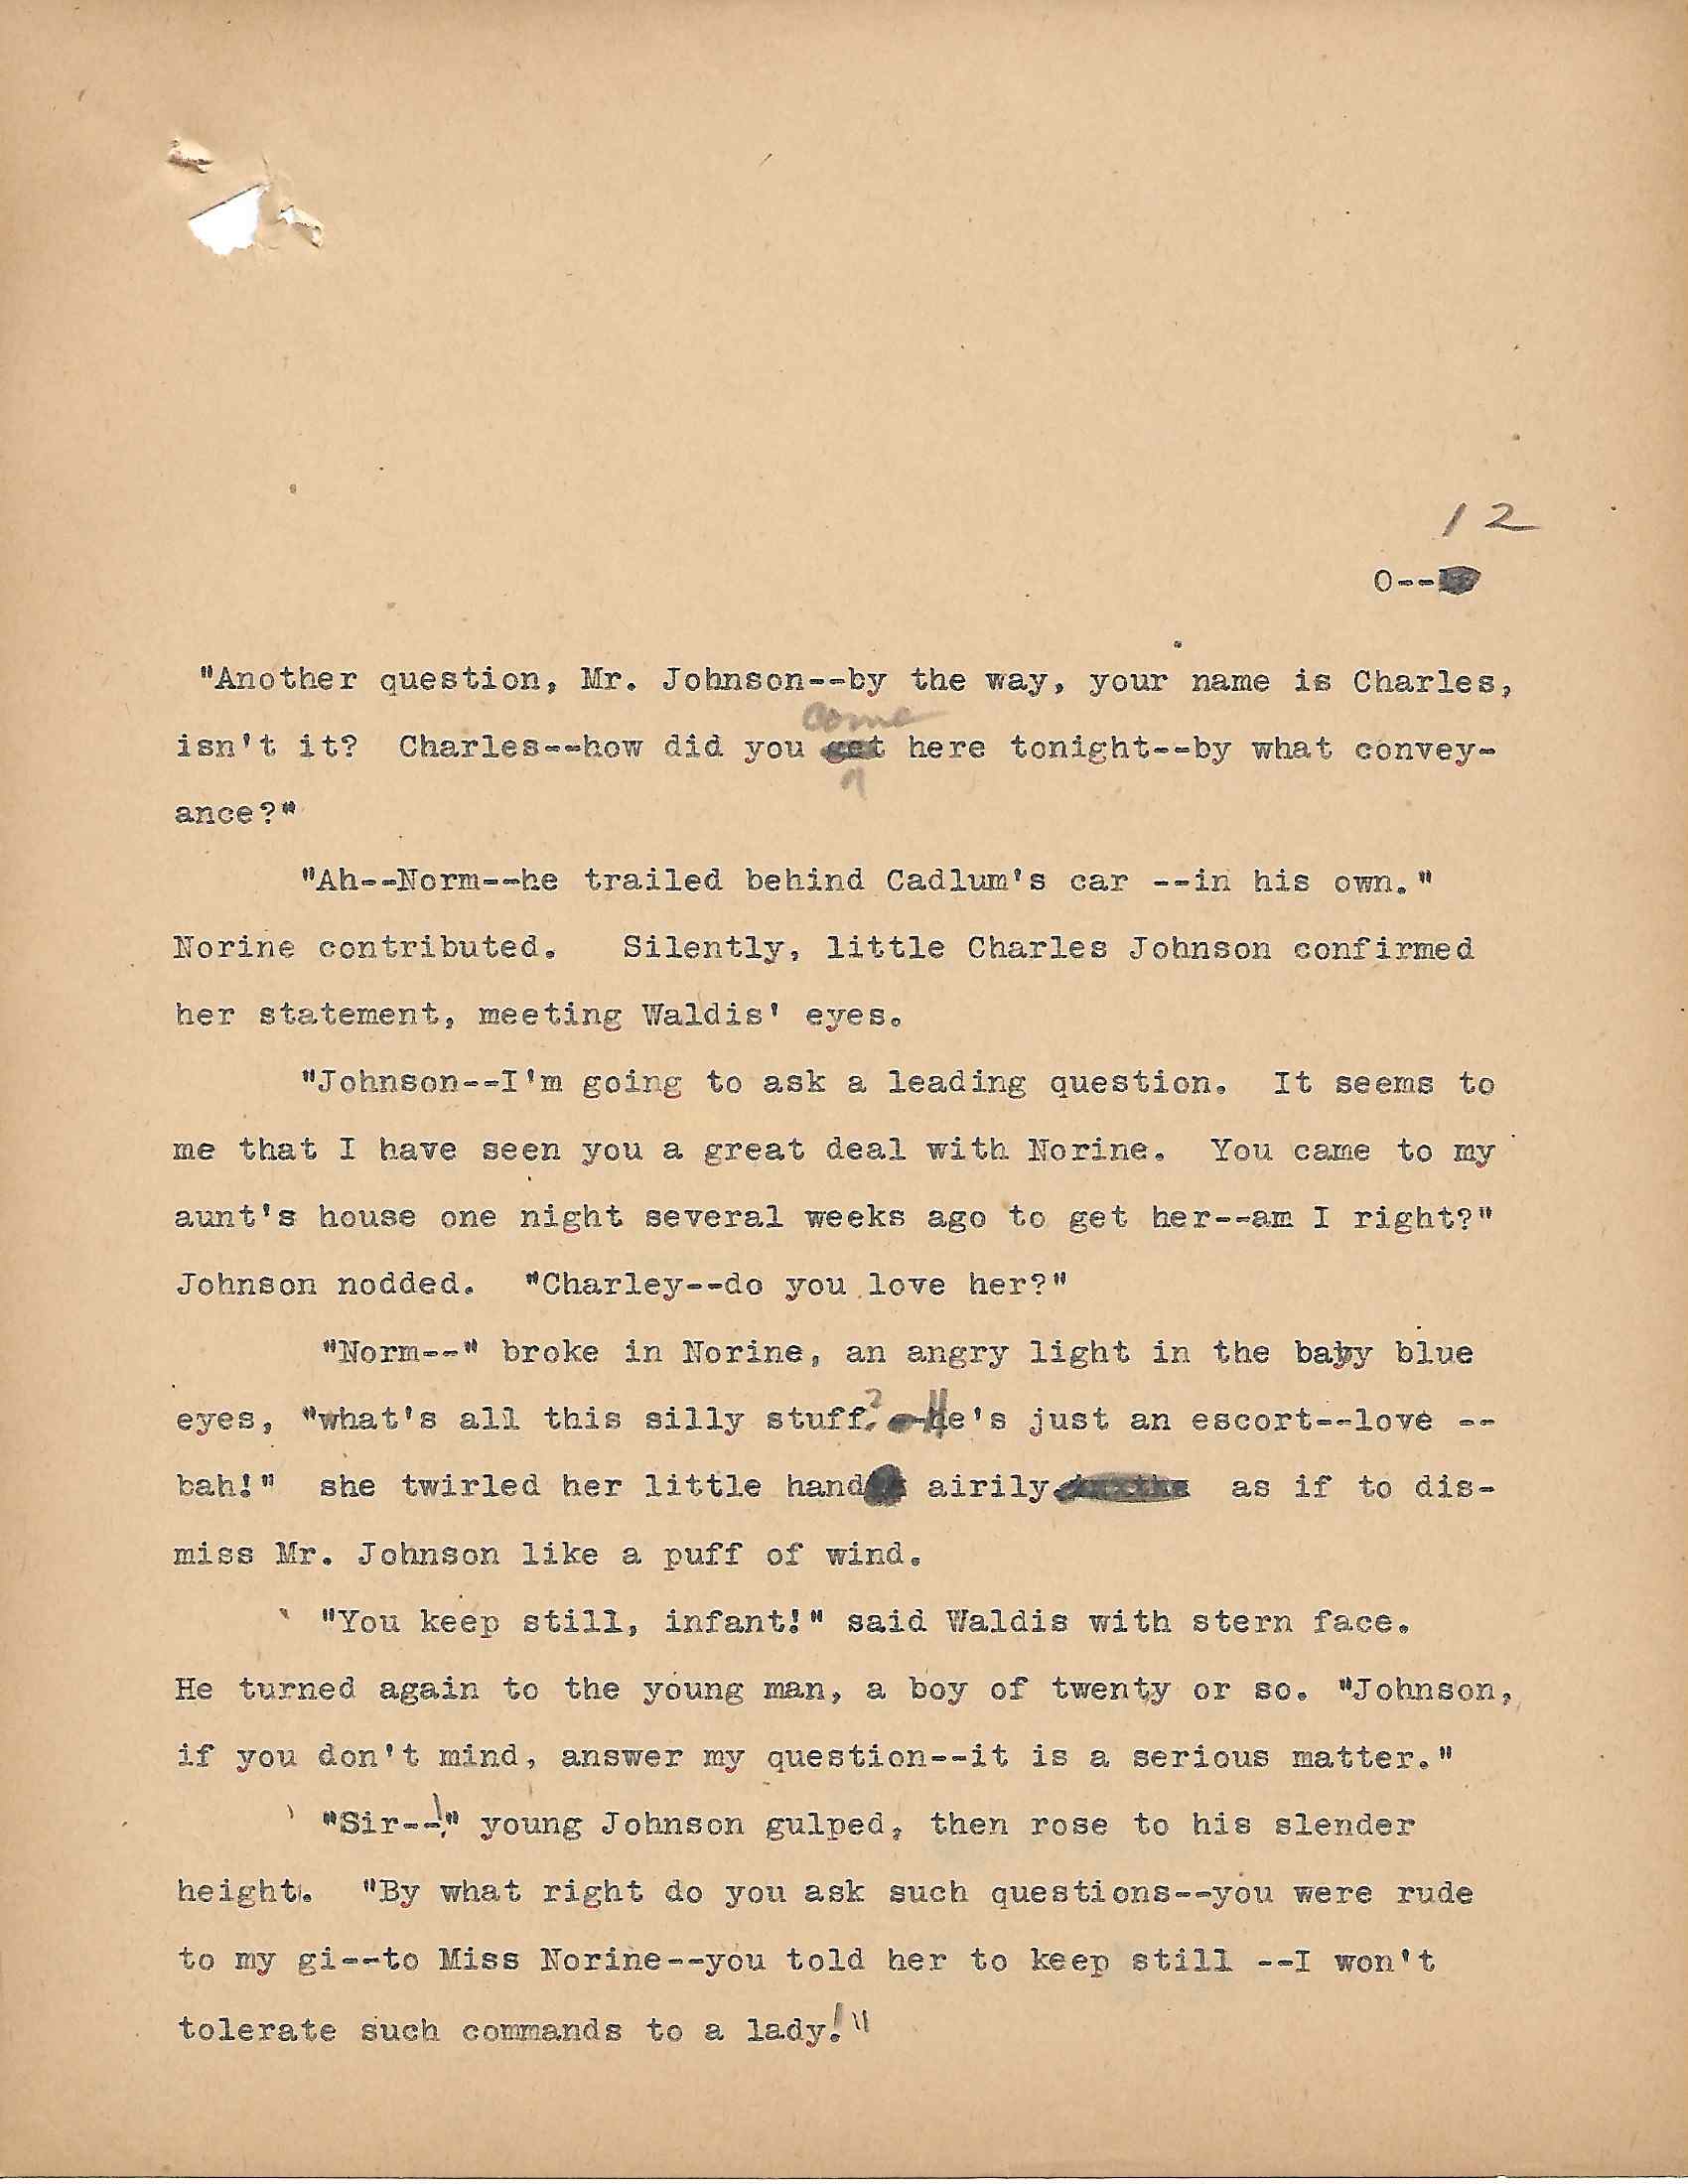 12
O--
"Another question, Mr. Johnson--by the way, your name is Charles,
come
isn't it?  Charles--how did you get here tonight--by what convey-
ance?"
"Ah--Norm--he trailed behind Cadlum's car --in his own."
Norine contributed.  Silently, little Charles Johnson confirmed
her statement, meeting Waldis' eyes.
"Johnson--I'm going to ask a leading question.  It seems to
me that I have seen you a great deal with Norine.  You came to my
aunt's house one night several weeks ago to get her--am I right?"
Johnson nodded.  "Charley--do you love her?"
"Norm--" broke in Norine, an angry light in the baby blue
eyes, "what's all this silly stuff? He's just an escort--love --
bah!"  she twirled her little hand airily as if to dis-
miss Mr. Johnson like a puff of wind.
"You keep still, infant!" said Waldis with stern face.
He turned again to the young man, a boy of twenty or so. "Johnson,
if you don't mind, answer my question--it is a serious matter."
"Sir--!" young Johnson gulped, then rose to his slender
height.  "By what right do you ask such questions--you were rude
to my gi--to Miss Norine--you told her to keep still --I won't
tolerate such commands to a lady!"